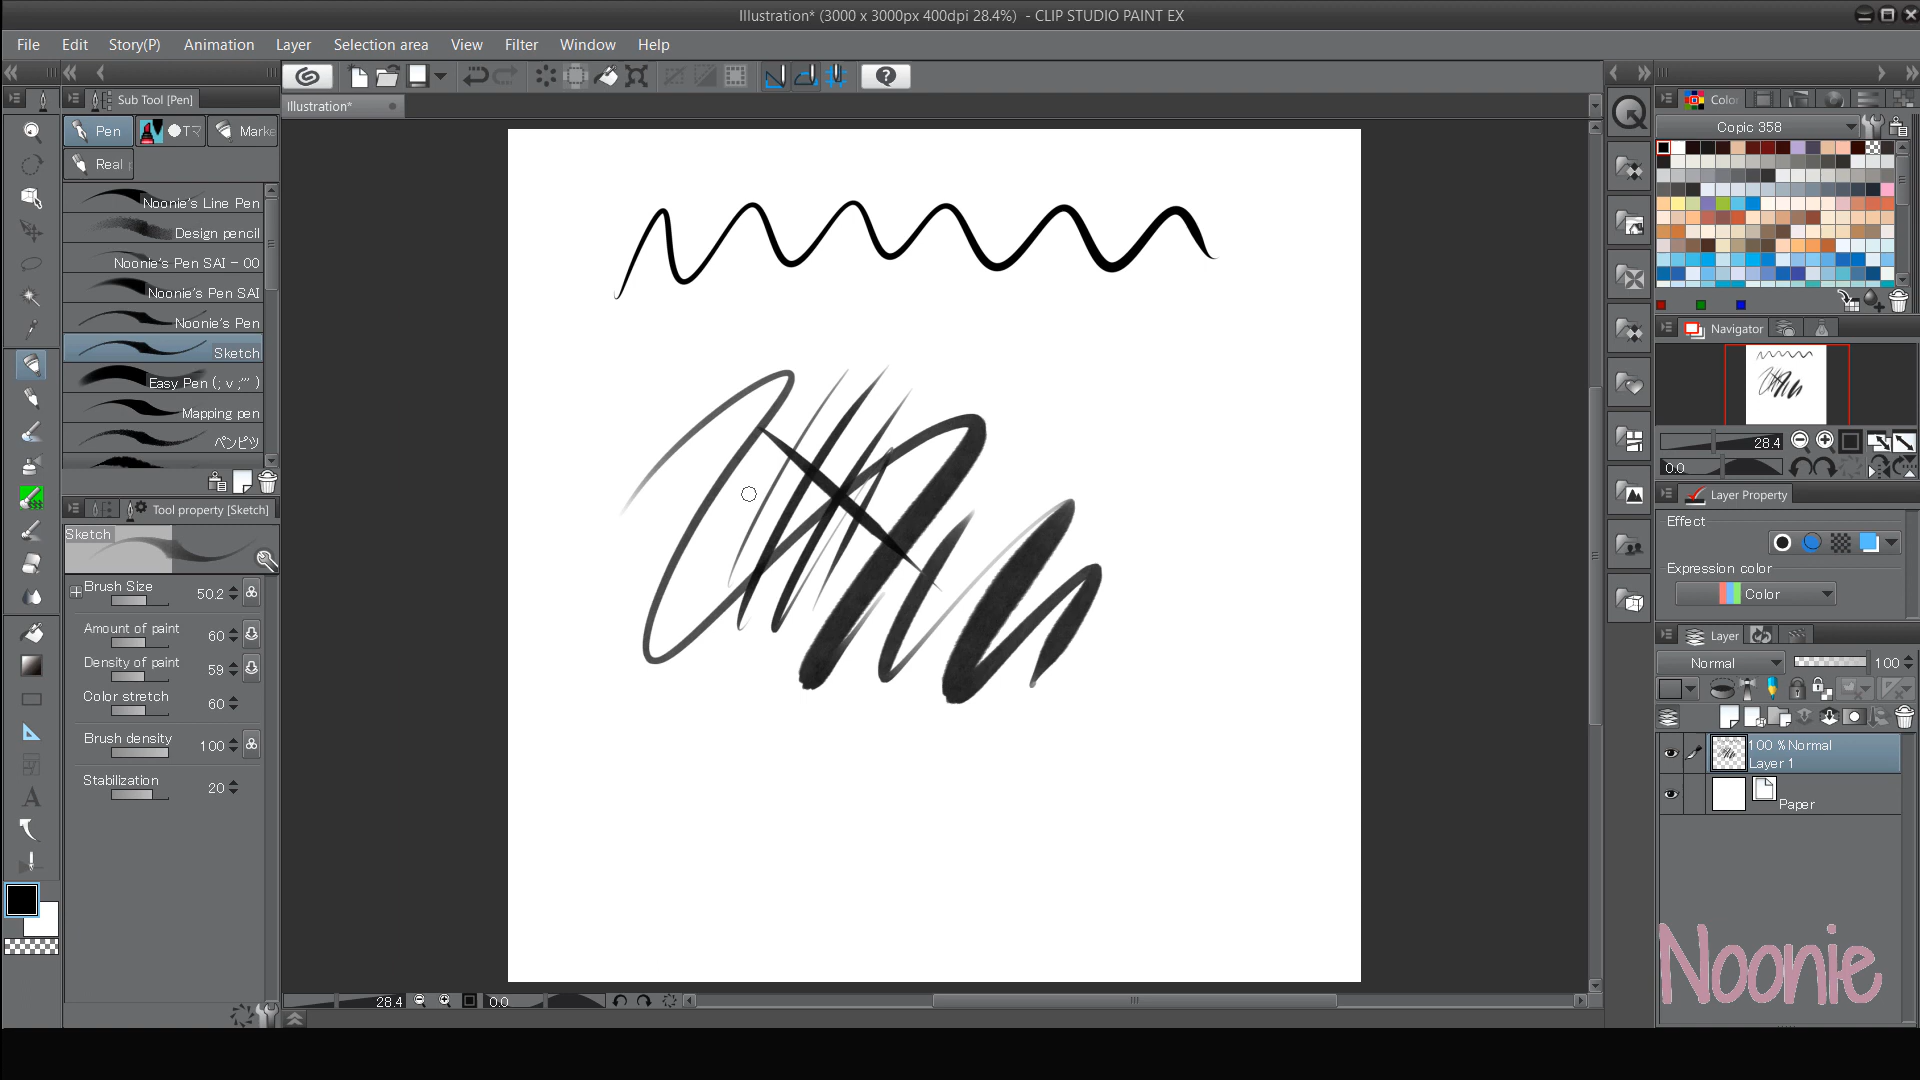 Illustration* (3000 x 3000px 400dpi 28.4%) - CLIP STUDIO PAINT EX
File Edit Story(P) Animation Layer Selection area View Filter Window Help
Sub Tool [Pen]
Illustration*
Pen
Real
Noonie's Line Pen
Design pencil
Noonie's Pen SAI - 00
Noonie's Pen SAI
Noonie's Pen
Sketch
Easy Pen (; v ;''' )
Mapping pen
ペンピツ
Tool property [Sketch]
Sketch
Brush Size 50.2
Amount of paint 60
Density of paint 59
Color stretch 60
Brush density 100
Stabilization 20
28.4 0.0
Color
Copic 358
Navigator
28.4
0.0
Layer Property
Effect
Expression color
Color
Layer
Normal 100
100 % Normal
Layer 1
Paper
Noonie